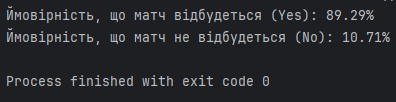 Ймовірність, що матч відбудеться (Yes): 89.29%
Ймовірність, що матч не відбудеться (No): 10.71%
Process finished with exit code 0